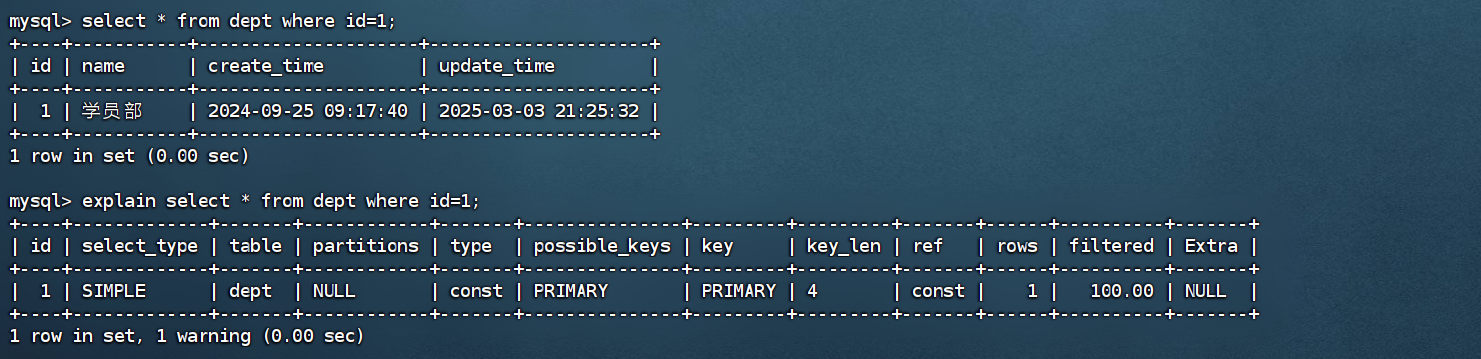 mysql> select * from dept where id=1;
+----+-----------+---------------------+---------------------+
| id | name      | create_time         | update_time         |
+----+-----------+---------------------+---------------------+
|  1 | 学员部    | 2024-09-25 09:17:40 | 2025-03-03 21:25:32 |
+----+-----------+---------------------+---------------------+
1 row in set (0.00 sec)
mysql> explain select * from dept where id=1;
+----+-------------+-------+------------+-------+---------------+---------+---------+-------+------+----------+-------+
| id | select_type | table | partitions | type  | possible_keys | key     | key_len | ref   | rows | filtered | Extra |
+----+-------------+-------+------------+-------+---------------+---------+---------+-------+------+----------+-------+
|  1 | SIMPLE      | dept  | NULL       | const | PRIMARY       | PRIMARY | 4       | const |    1 |   100.00 | NULL  |
+----+-------------+-------+------------+-------+---------------+---------+---------+-------+------+----------+-------+
1 row in set, 1 warning (0.00 sec)